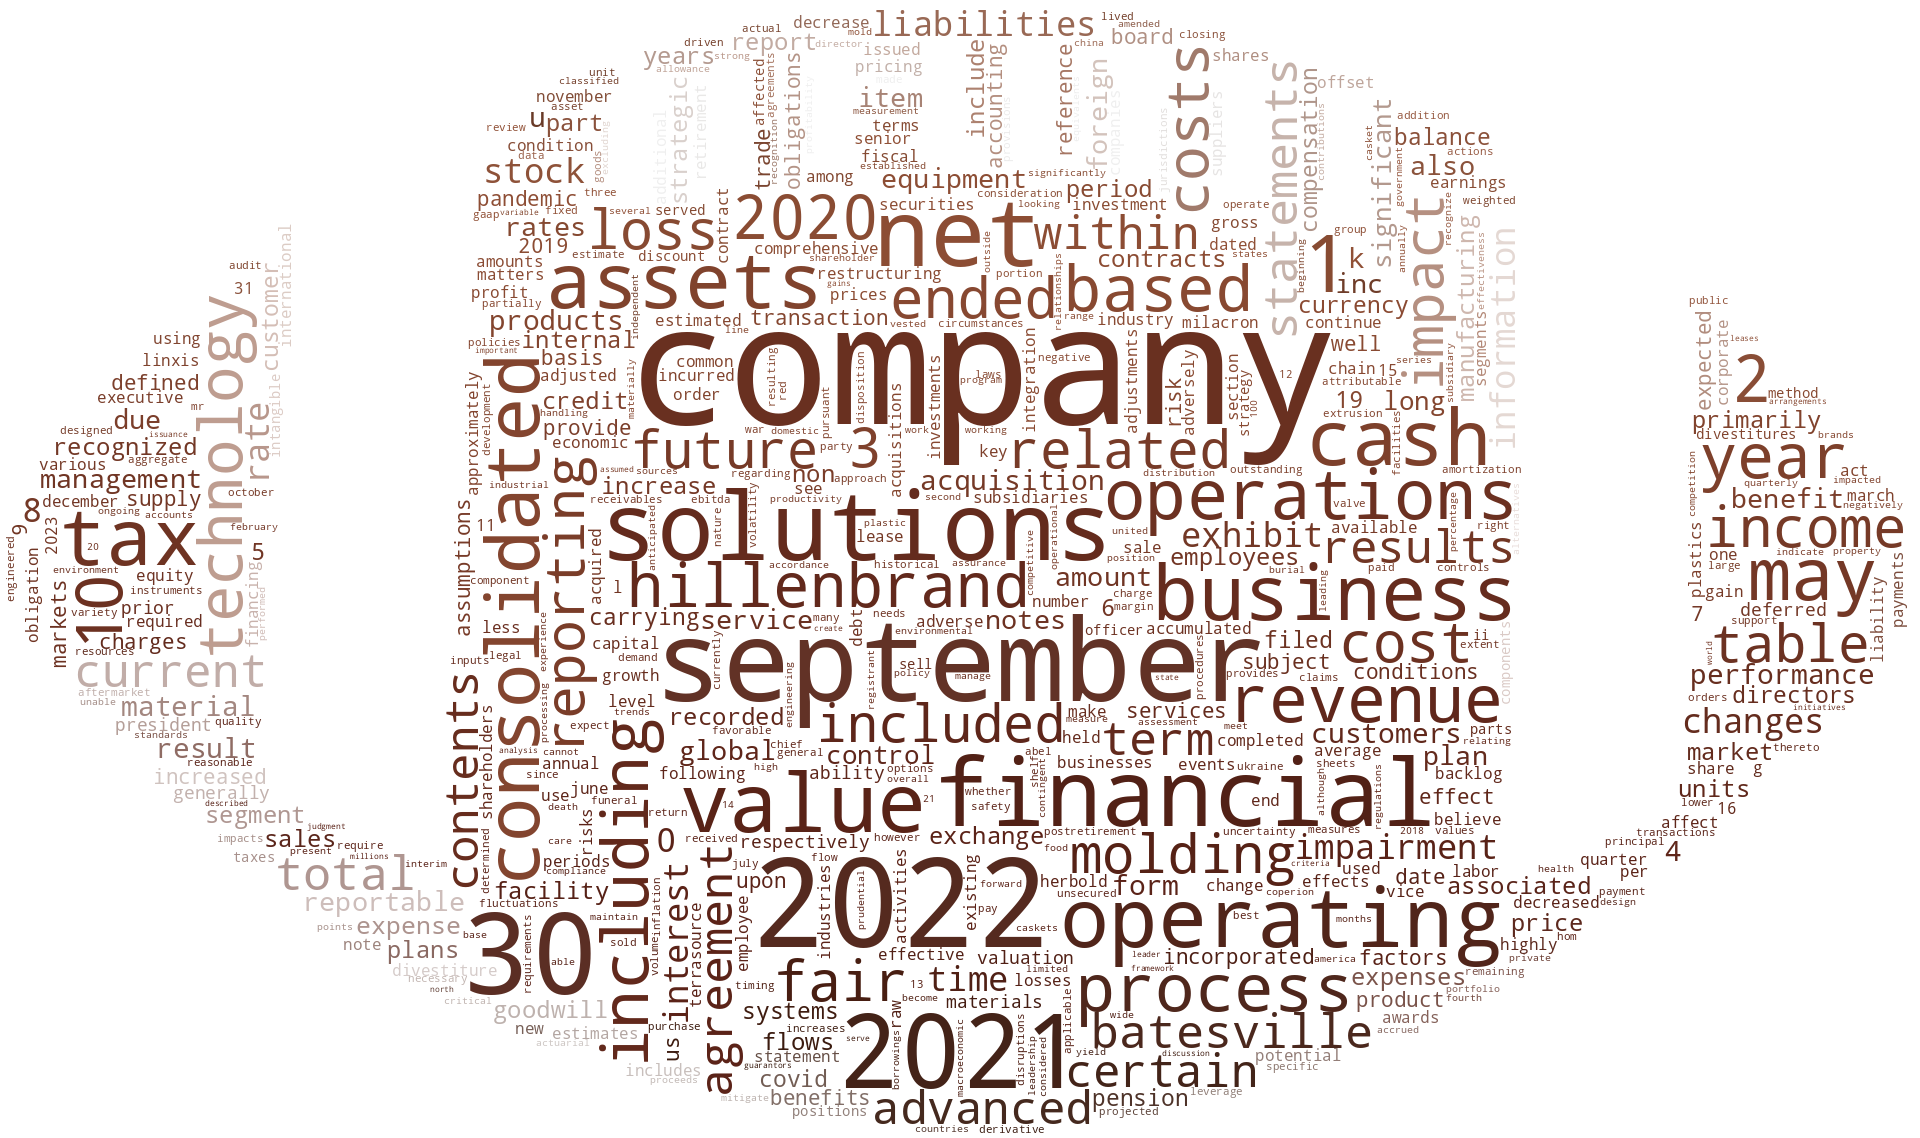 liabilities
decrease
actual
lived
amended
mold
years
driven
report
director
board
closing
strong
issued
include
costs
shares
unit
classified
allowance
pricing
china
statements
offset
november
asset
strategic
retirement
affected
agreements
obligations
item
measurement
accounting
reference
foreign
suppliers
compensation
contributions
significant
addition
balance
actions
review
u
part
condition
data
goods
excluding
additional
trade
recognition
terms
senior
fiscal
established
companies
jurisdictions
casket
government
also
earnings
stock
pandemic
three
among
equipment
significantly
consideration
period
looking
investment
weighted
gaap
variable
fixed
several
served
contract
2020
securities
net
within
operate
gross
group
impact
recognize
rates
loss
comprehensive
outside
dated
states
1
k
annually
manufacturing
information
2019
estimate
discount
shareholder
contracts
beginning
amounts
matters
assets
restructuring
gains
portion
relationships
based
inc
effectiveness
segments
audit
international
31
profit
partially
independent
prices
ended
currency
public
products
estimated
transaction
vested
circumstances
range
industry
milacron
continue
expected
corporate
leases
using
technology
customer
policies
important
internal
line
company
well
subsidiary
2
linxis
basis
common
resulting
red
laws
program
negative
12
chain
15
series
method
arrangements
defined
executive
mr
rate
intangible
approximately
development
consolidated
adjusted
materially
incurred
order
disposition
investments
integration
adjustments
risk
adversely
section
strategy
100
attributable
19
long
primarily
due
designed
issuance
credit
handling
provide
war
domestic
pursuant
acquisitions
work
working
extrusion
cash
facilities
divestitures
brands
recognized
various
aggregate
economic
future
3
party
key
related
year
management
october
industrial
reporting
assumed
sources
regarding
non
approach
acquisition
distribution
outstanding
amortization
competition
quarterly
act
impacted
december
ongoing
accounts
supply
increase
see
second
subsidiaries
operations
valve
percentage
alternatives
benefit
march
negatively
8
9
tax
february
11
receivables
ebitda
productivity
volatility
nature
solutions
plastic
lease
operational
united
position
sale
exhibit
available
right
income
2023
20
5
assumptions
acquired
anticipated
accordance
historical
assurance
competitive
employees
burial
results
paid
controls
plastics
one
large
indicate
property
engineered
environment
equity
instruments
10
financing
performed
component
l
hillenbrand
amount
charge
margin
number
6
business
leading
components
may
payments
gain
7
deferred
support
obligation
markets
variety
prior
required
charges
resources
less
legal
experience
carrying
service
debt
many
create
needs
environmental
adverse
notes
officer
accumulated
filed
ii
extent
cost
table
liability
world
current
inputs
capital
demand
september
currently
sell
policy
registrant
manage
state
procedures
provides
subject
claims
conditions
performance
aftermarket
unable
material
contents
growth
level
trends
revenue
orders
directors
initiatives
president
quality
standards
processing
expect
recorded
engineering
favorable
included
make
measure
services
assessment
meet
changes
result
reasonable
shareholders
analysis
cannot
annual
including
global
chief
general
control
held
term
completed
customers
parts
relating
market
thereto
increased
generally
since
following
high
ability
options
overall
abel
shelf
contingent
businesses
events
ukraine
average
sheets
plan
backlog
share
g
described
segment
use
june
death
funeral
return
value
14
21
financial
whether
safety
end
although
regulations
effect
units
lower
16
judgment
impacts
sales
require
determined
care
risks
0
received
respectively
however
exchange
postretirement
uncertainty
measures
2018
values
believe
affect
transactions
taxes
present
millions
interim
periods
compliance
july
flow
food
molding
impairment
criteria
principal
4
total
facility
agreement
upon
2022
forward
herbold
form
change
coperion
effects
used
date
vice
labor
associated
quarter
per
health
reportable
fluctuations
inflation
interest
employee
industries
prudential
activities
existing
pay
unsecured
caskets
operating
best
months
decreased
payment
design
points
expense
base
30
maintain
volume
price
note
plans
requirements
able
sold
terrasource
effective
valuation
leader
incorporated
america
factors
highly
hom
private
divestiture
necessary
north
critical
timing
fair
13
time
limited
losses
framework
process
expenses
remaining
portfolio
fourth
goodwill
systems
become
materials
product
awards
new
estimates
actuarial
purchase
us
increases
raw
serve
wide
applicable
batesville
accrued
includes
proceeds
flows
statement
guarantors
borrowings
2021
macroeconomic
disruptions
leadership
considered
yield
discussion
certain
potential
specific
mitigate
covid
benefits
positions
advanced
pension
projected
leverage
countries
derivative